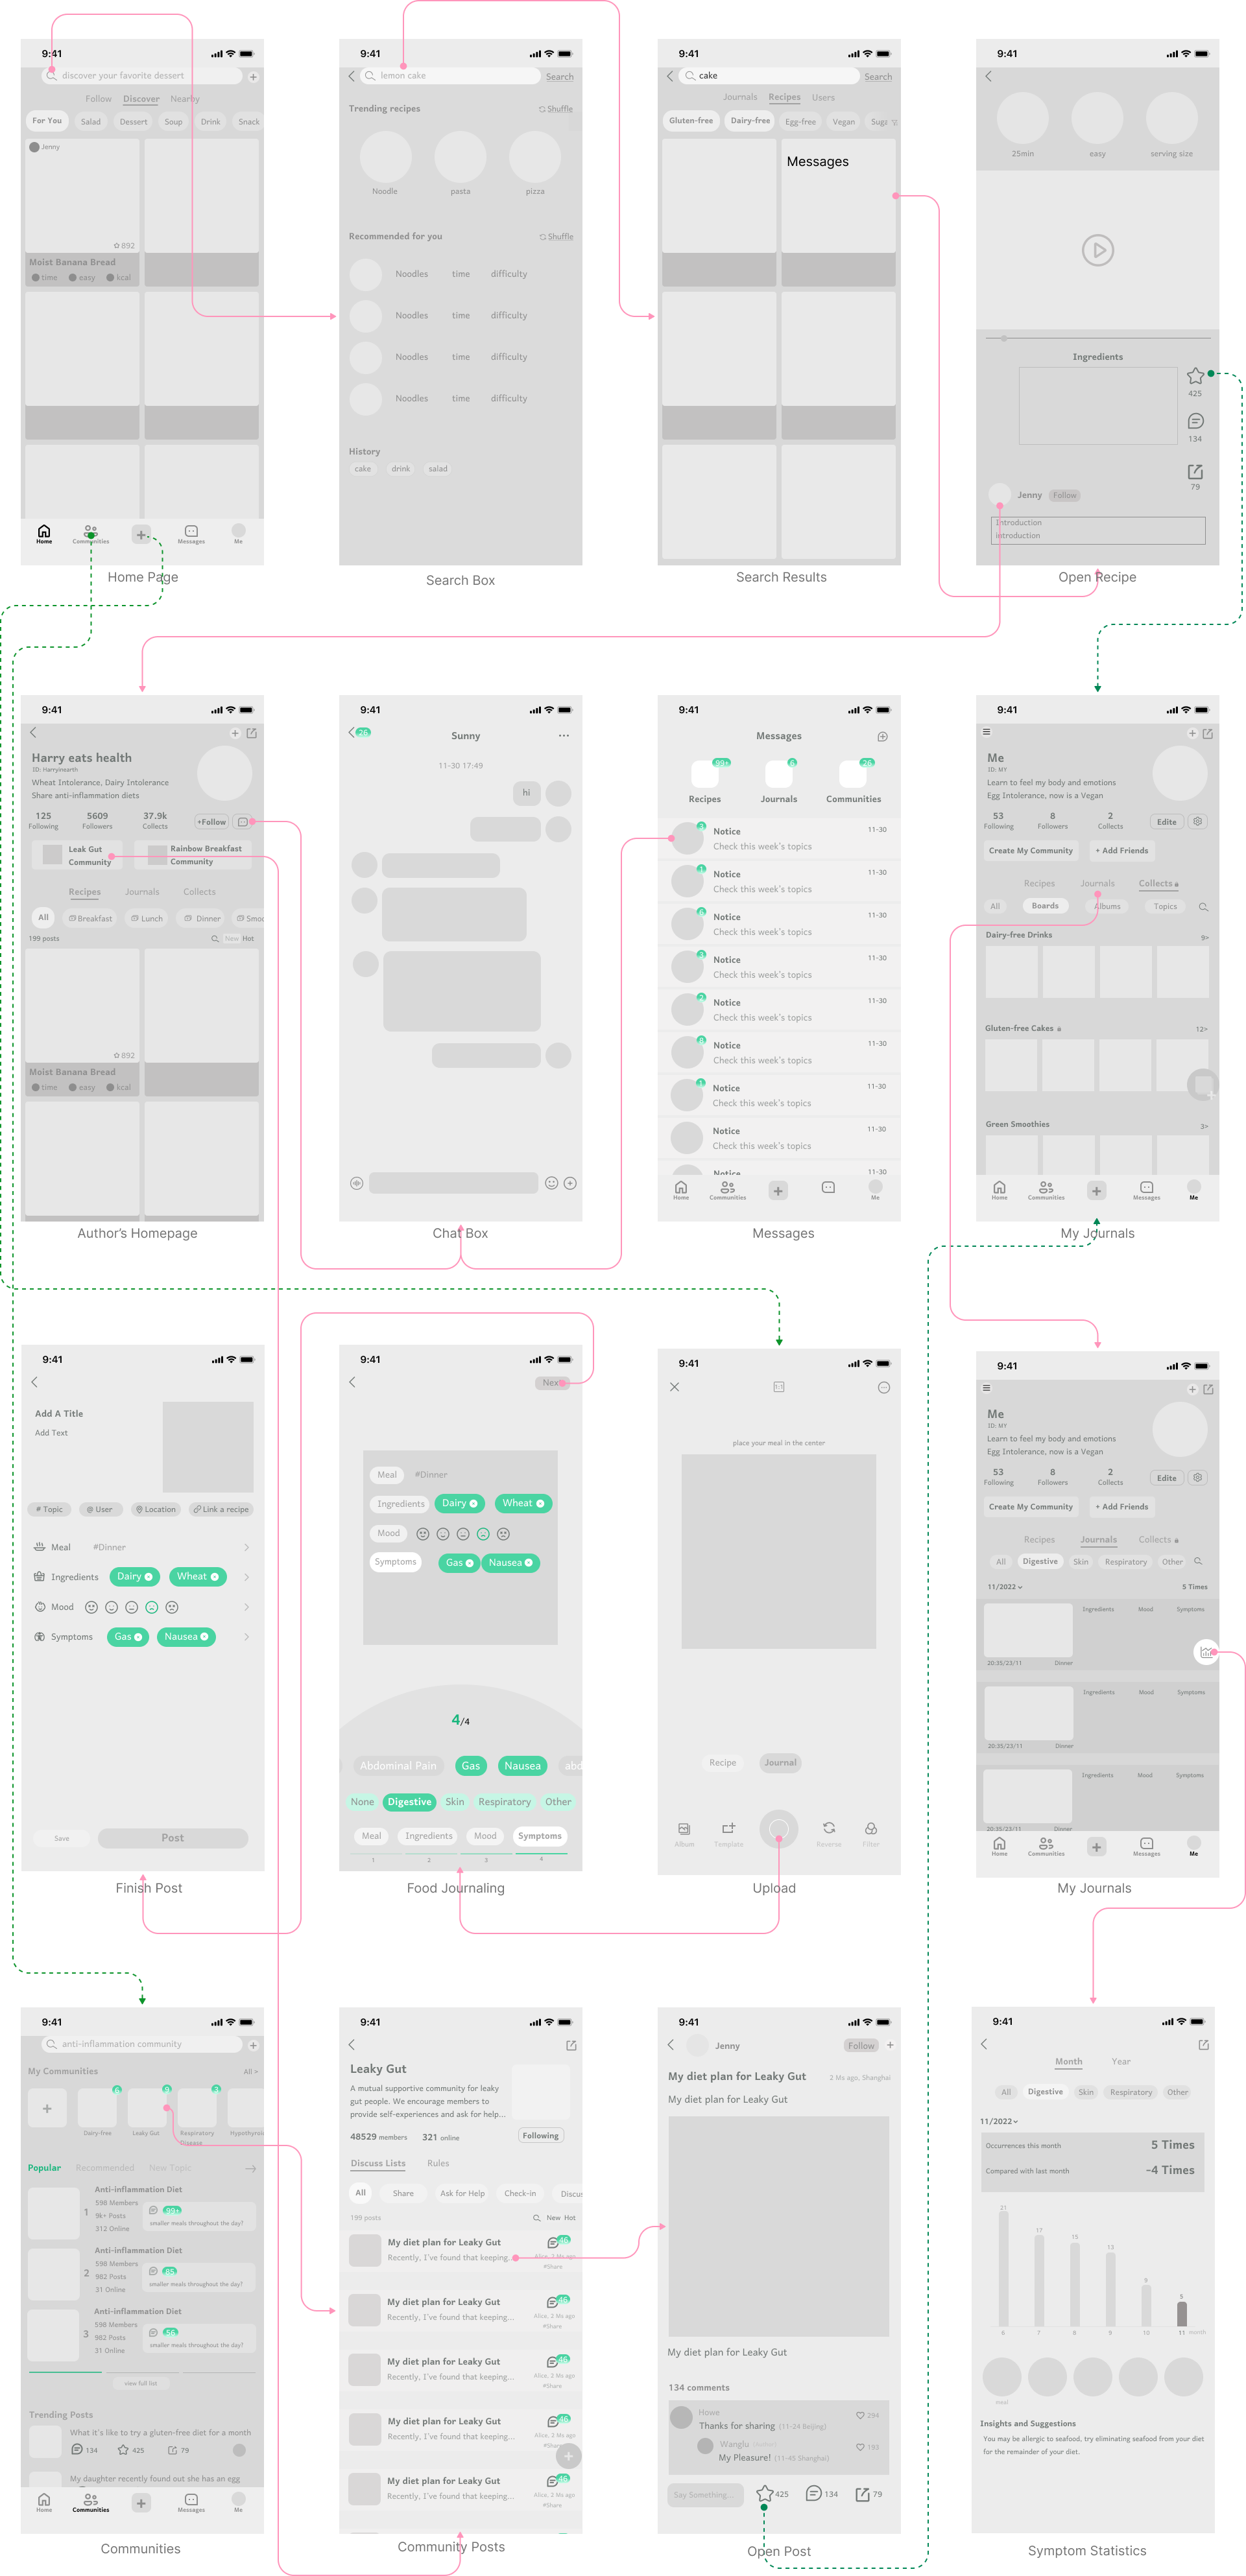 9:41
discover your favorite dessert
Follow Discover Nearby
For You Salad Dessert Soup Drink Snack
Jenny
892
Moist Banana Bread
time easy kcal
Home Communities Messages Me
Home Page
9:41
lemon cake Search
Trending recipes Shuffle
Noodle pasta pizza
Recommended for you Shuffle
Noodles time difficulty
Noodles time difficulty
Noodles time difficulty
Noodles time difficulty
History
cake drink salad
Search Box
9:41
cake Search
Journals Recipes Users
Gluten-free Dairy-free Egg-free Vegan
Messages
Search Results
9:41
25min easy serving size
Ingredients
425
134
79
Jenny Follow
Introduction
introduction
Open Recipe
9:41
Harry eats health
ID: Harryinearth
Wheat Intolerance, Dairy Intolerance
Share anti-inflammation diets
125 5609 37.9k
Following Followers Collects
+Follow
Leak Gut Community
Rainbow Breakfast Community
Recipes Journals Collects
All Breakfast Lunch Dinner Smoo
199 posts New Hot
892
Moist Banana Bread
time easy kcal
Author's Homepage
9:41
26 Sunny
11-30 17:49
hi
Chat Box
9:41
Messages
99+ 6 26
Recipes Journals Communities
3 Notice 11-30
Check this week's topics
1 Notice 11-30
Check this week's topics
6 Notice 11-30
Check this week's topics
3 Notice 11-30
Check this week's topics
2 Notice 11-30
Check this week's topics
8 Notice 11-30
Check this week's topics
1 Notice 11-30
Check this week's topics
Notice 11-30
Check this week's topics
Notice 11-30
Home Communities Me
Messages
9:41
Me
ID: MY
Learn to feel my body and emotions
Egg Intolerance, now is a Vegan
53 8 2
Following Followers Collects
Edite
Create My Community + Add Friends
Recipes Journals Collects
All Boards Albums Topics
Dairy-free Drinks 9>
Gluten-free Cakes 12>
Green Smoothies 3>
Home Communities Messages Me
My Journals
9:41
Add A Title
Add Text
# Topic @ User Location Link a recipe
Meal #Dinner
Ingredients Dairy Wheat
Mood
Symptoms Gas Nausea
Save Post
Finish Post
9:41
Next
Meal #Dinner
Ingredients Dairy Wheat
Mood
Symptoms Gas Nausea
4/4
Abdominal Pain Gas Nausea abd
None Digestive Skin Respiratory Other
Meal Ingredients Mood Symptoms
1 2 3 4
Food Journaling
9:41
1:1
place your meal in the center
Recipe Journal
Album Template Reverse Filter
Upload
9:41
Me
ID: MY
Learn to feel my body and emotions
Egg Intolerance, now is a Vegan
53 8 2
Following Followers Collects
Edite
Create My Community + Add Friends
Recipes Journals Collects
All Digestive Skin Respiratory Other
11/2022 5 Times
Ingredients Mood Symptoms
20:35/23/11 Dinner
Ingredients Mood Symptoms
20:35/23/11 Dinner
Ingredients Mood Symptoms
20:35/23/11 Dinner
Home Communities Messages Me
My Journals
9:41
anti-inflammation community
My Communities All >
6 9 3
Dairy-free Leaky Gut Respiratory Disease Hypothyroi
Popular Recommended New Topic
1 Anti-inflammation Diet
598 Members
9k+ Posts
312 Online
99+
smaller meals throughout the day?
2 Anti-inflammation Diet
598 Members
982 Posts
31 Online
85
smaller meals throughout the day?
3 Anti-inflammation Diet
598 Members
982 Posts
31 Online
56
smaller meals throughout the day?
view full list
Trending Posts
What it's like to try a gluten-free diet for a month
134 425 79
My daughter recently found out she has an egg
Home Communities Messages Me
Communities
9:41
Leaky Gut
A mutual supportive community for leaky
gut people. We encourage members to
provide self-experiences and ask for help...
48529 members 321 online Following
Discuss Lists Rules
All Share Ask for Help Check-in Discus
199 posts New Hot
My diet plan for Leaky Gut 46
Recently, I've found that keeping... Alice, 2 Ms ago
#Share
My diet plan for Leaky Gut 46
Recently, I've found that keeping... Alice, 2 Ms ago
#Share
My diet plan for Leaky Gut 46
Recently, I've found that keeping... Alice, 2 Ms ago
#Share
My diet plan for Leaky Gut 46
Recently, I've found that keeping... Alice, 2 Ms ago
#Share
My diet plan for Leaky Gut 46
Recently, I've found that keeping... Alice, 2 Ms ago
#Share
Community Posts
9:41
Jenny Follow
My diet plan for Leaky Gut 2 Ms ago, Shanghai
My diet plan for Leaky Gut
My diet plan for Leaky Gut
134 comments
Howe 294
Thanks for sharing (11-24 Beijing)
Wanglu 193
My Pleasure! (11-45 Shanghai)
Say Something... 425 134 79
Open Post
9:41
Month Year
All Digestive Skin Respiratory Other
11/2022
Occurrences this month 5 Times
Compared with last month -4 Times
21 17 15 13 9 5
6 7 8 9 10 11 month
meal
Insights and Suggestions
You may be allergic to seafood, try eliminating seafood from your diet
for the remainder of your diet.
Symptom Statistics